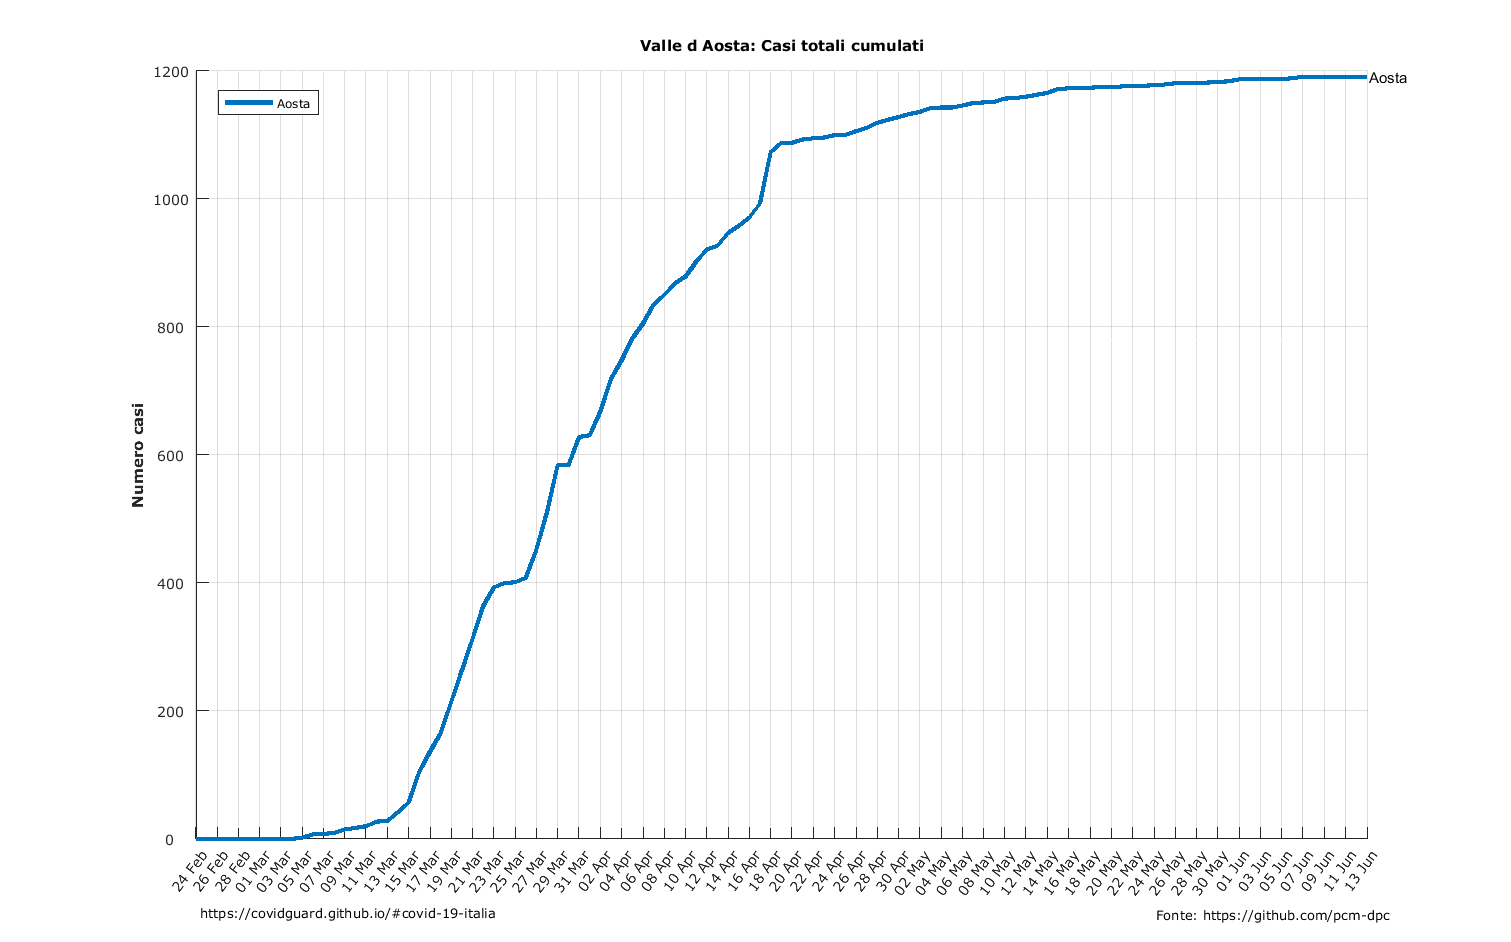 Valle d Aosta: Casi totali cumulati
Aosta
Aosta
Numero casi
1200
1000
800
600
400
200
0
24 Feb
26 Feb
28 Feb
01 Mar
03 Mar
05 Mar
07 Mar
09 Mar
11 Mar
13 Mar
15 Mar
17 Mar
19 Mar
21 Mar
23 Mar
25 Mar
27 Mar
29 Mar
31 Mar
02 Apr
04 Apr
06 Apr
08 Apr
10 Apr
12 Apr
14 Apr
16 Apr
18 Apr
20 Apr
22 Apr
24 Apr
26 Apr
28 Apr
30 Apr
02 May
04 May
06 May
08 May
10 May
12 May
14 May
16 May
18 May
20 May
22 May
24 May
26 May
28 May
30 May
01 Jun
03 Jun
05 Jun
07 Jun
09 Jun
11 Jun
13 Jun
https://covidguard.github.io/#covid-19-italia
Fonte: https://github.com/pcm-dpc